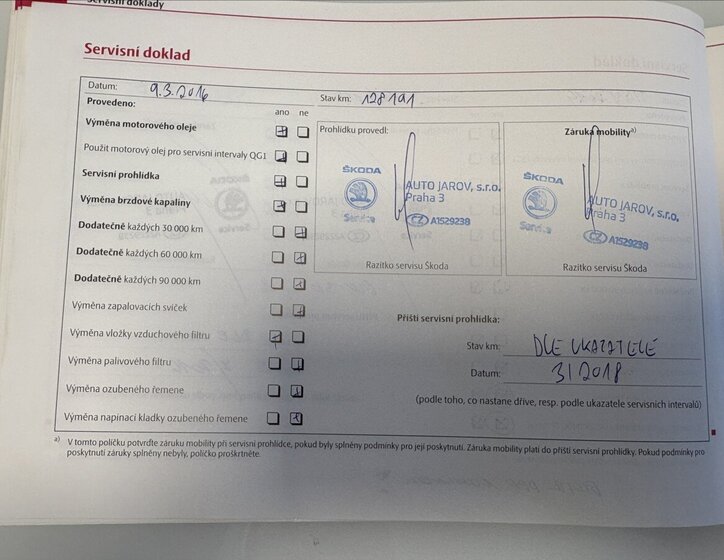 Servisní doklady
Servisní doklad
Datum: 9.3.2016
Stav km: 128191
Provedeno:
ano ne
Výměna motorového oleje
Použit motorový olej pro servisní intervaly QG1
Servisní prohlídka
Výměna brzdové kapaliny
Dodatečně každých 30 000 km
Dodatečně každých 60 000 km
Dodatečně každých 90 000 km
Výměna zapalovacích svíček
Výměna vložky vzduchového filtru
Výměna palivového filtru
Výměna ozubeného řemene
Výměna napínací kladky ozubeného řemene
Prohlídku provedl:
ŠKODA
Service
AUTO JAROV, s.r.o.
Praha 3
CZ A1529238
Razítko servisu Škoda
Záruka mobility a)
ŠKODA
Service
AUTO JAROV, s.r.o.
Praha 3
CZ A1529238
Razítko servisu Škoda
Příští servisní prohlídka:
Stav km: DLE UKAZATELE
Datum: 3/2018
(podle toho, co nastane dříve, resp. podle ukazatele servisních intervalů)
a) V tomto políčku potvrďte záruku mobility při servisní prohlídce, pokud byly splněny podmínky pro její poskytnutí. Záruka mobility platí do příští servisní prohlídky. Pokud podmínky pro
poskytnutí záruky splněny nebyly, políčko proškrtněte.